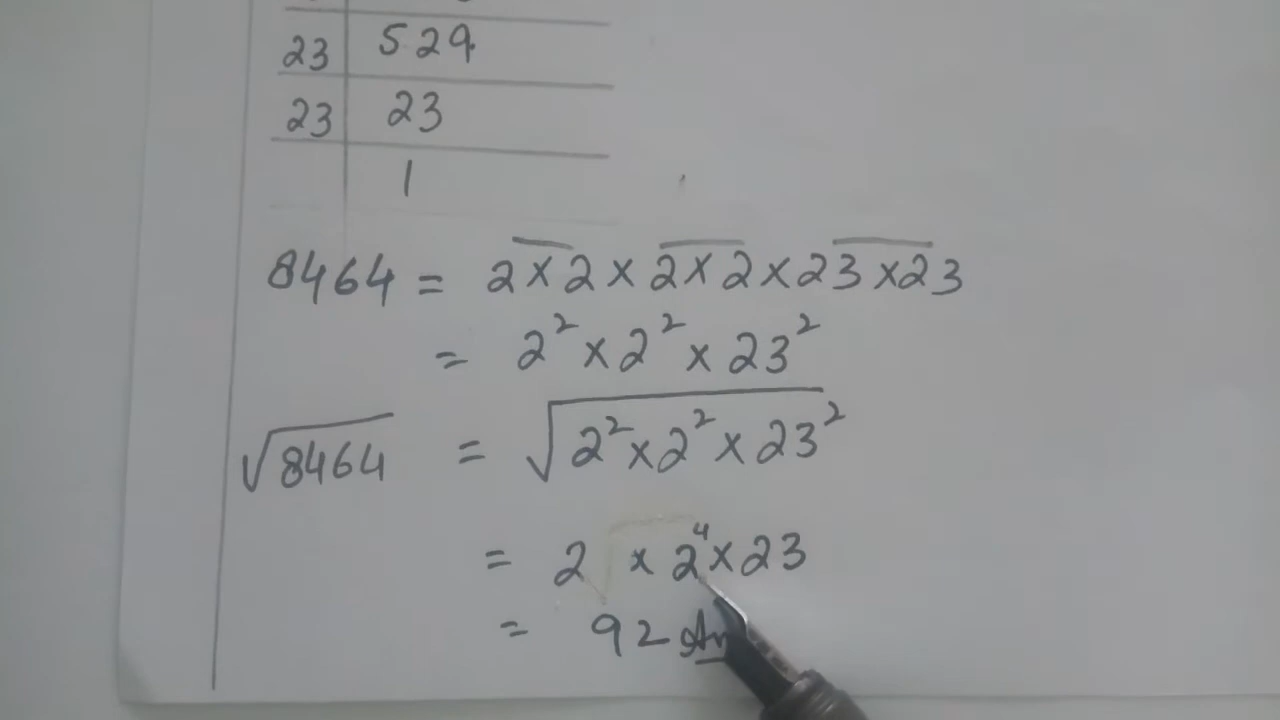 23 529
23 23
1
8464 = 2×2×2×2×23×23
= 2²×2²×23²
√8464 = √2²×2²×23²
= 2 × 2⁴×23
= 92